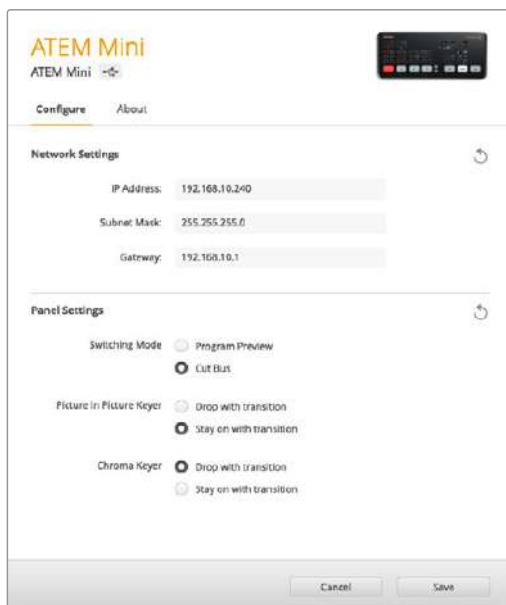 ATEM Mini
ATEM Mini
Configure About
Network Settings
IP Address: 192.168.10.240
Subnet Mask: 255.255.255.0
Gateway: 192.168.10.1
Panel Settings
Switching Mode Program Preview
Cut Bus
Picture in Picture Keyer Drop with transition
Stay on with transition
Chroma Keyer Drop with transition
Stay on with transition
Cancel Save